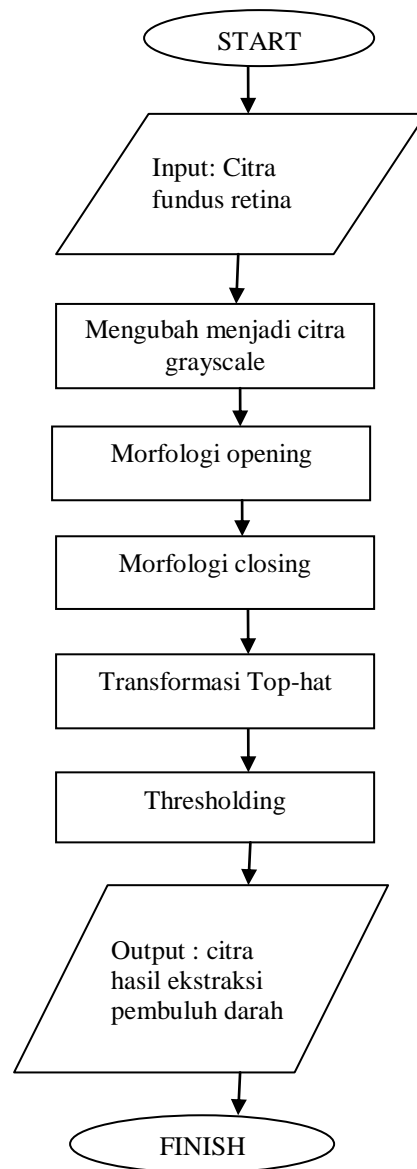 START
Input: Citra
fundus retina
Mengubah menjadi citra
grayscale
Morfologi opening
Morfologi closing
Transformasi Top-hat
Thresholding
Output : citra
hasil ekstraksi
pembuluh darah
FINISH